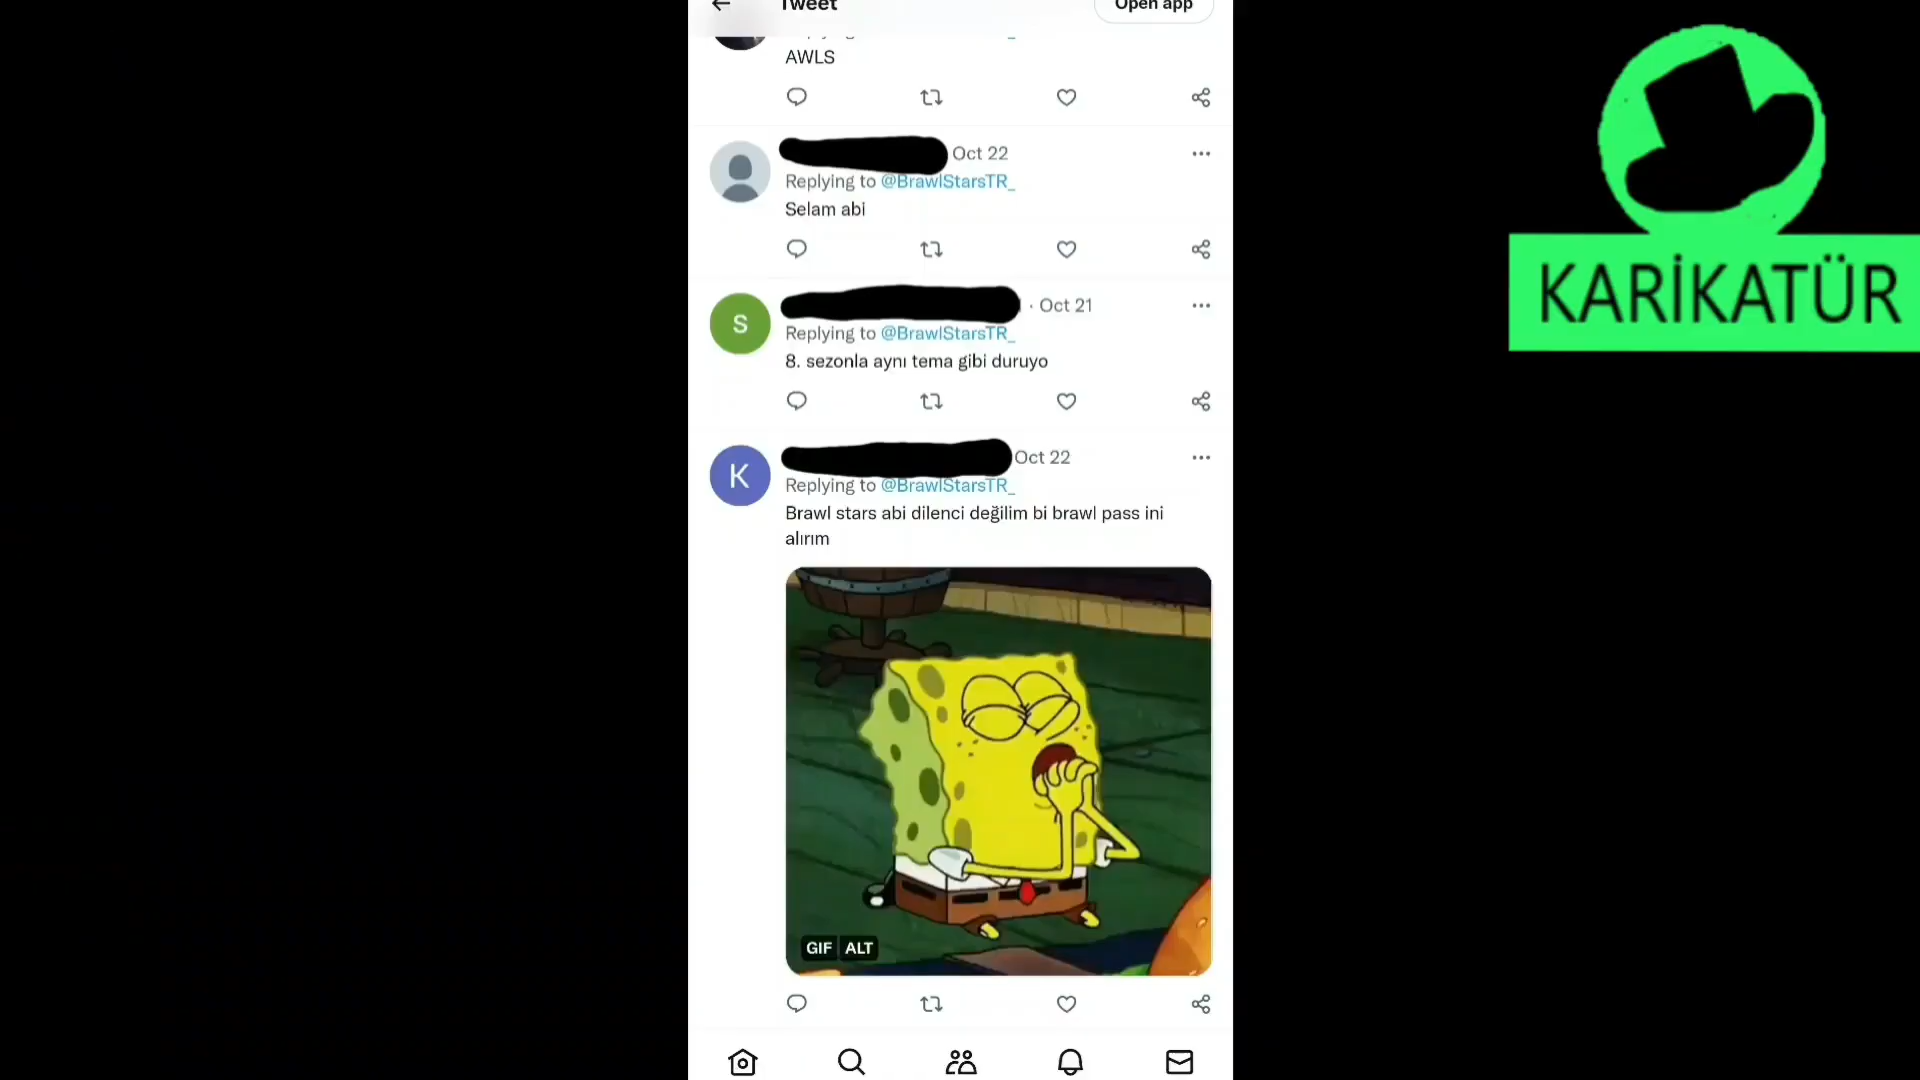 Tweet
Open app
AWLS
Oct 22
Replying to @BrawlStarsTR_
Selam abi
S
· Oct 21
Replying to @BrawlStarsTR_
8. sezonla aynı tema gibi duruyo
K
Oct 22
Replying to @BrawlStarsTR_
Brawl stars abi dilenci değilim bi brawl pass ini
alırım
GIF ALT
KARİKATÜR